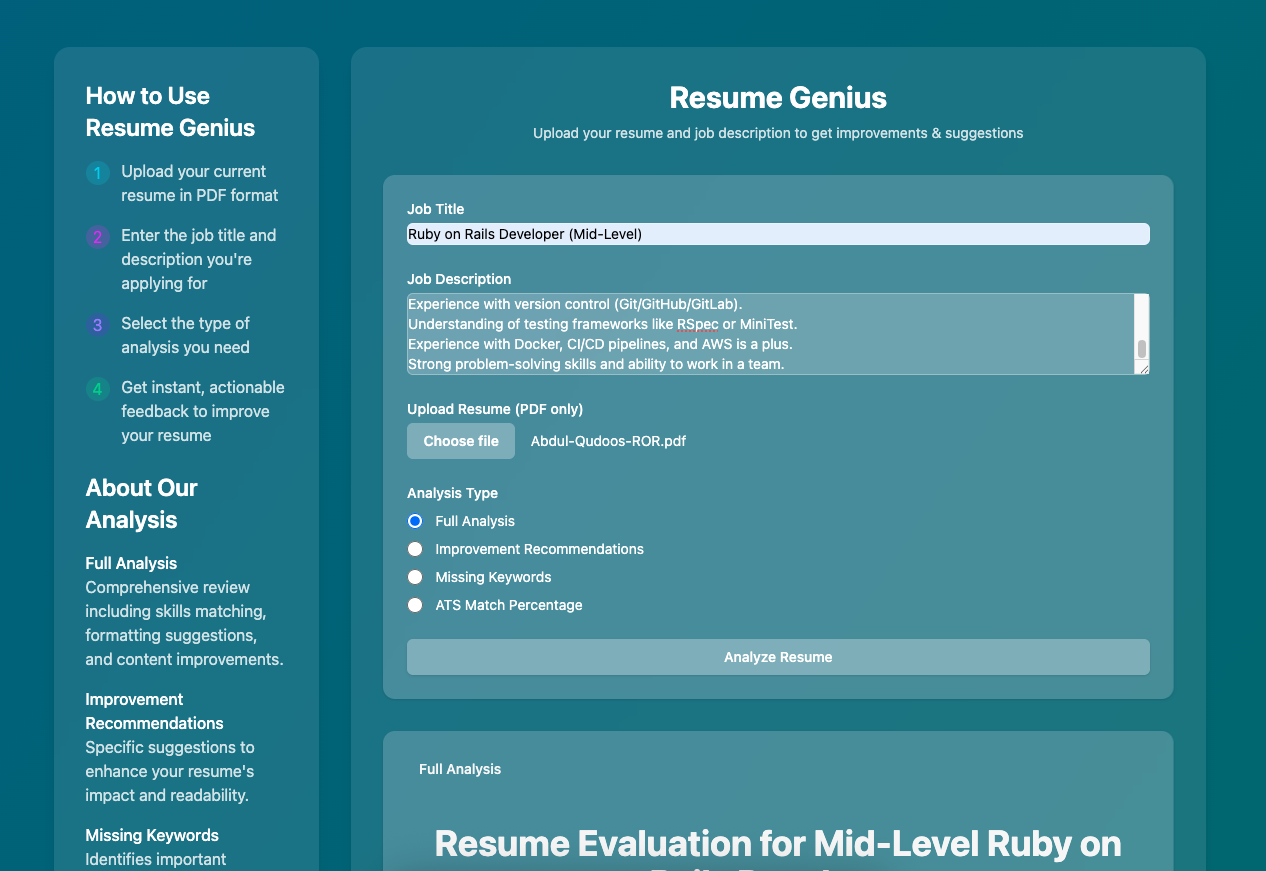 How to Use
Resume Genius
1 Upload your current
resume in PDF format
2 Enter the job title and
description you're
applying for
3 Select the type of
analysis you need
4 Get instant, actionable
feedback to improve
your resume
About Our
Analysis
Full Analysis
Comprehensive review
including skills matching,
formatting suggestions,
and content improvements.
Improvement
Recommendations
Specific suggestions to
enhance your resume's
impact and readability.
Missing Keywords
Identifies important
Resume Genius
Upload your resume and job description to get improvements & suggestions
Job Title
Ruby on Rails Developer (Mid-Level)
Job Description
Experience with version control (Git/GitHub/GitLab).
Understanding of testing frameworks like RSpec or MiniTest.
Experience with Docker, CI/CD pipelines, and AWS is a plus.
Strong problem-solving skills and ability to work in a team.
Upload Resume (PDF only)
Choose file Abdul-Qudoos-ROR.pdf
Analysis Type
Full Analysis
Improvement Recommendations
Missing Keywords
ATS Match Percentage
Analyze Resume
Full Analysis
Resume Evaluation for Mid-Level Ruby on